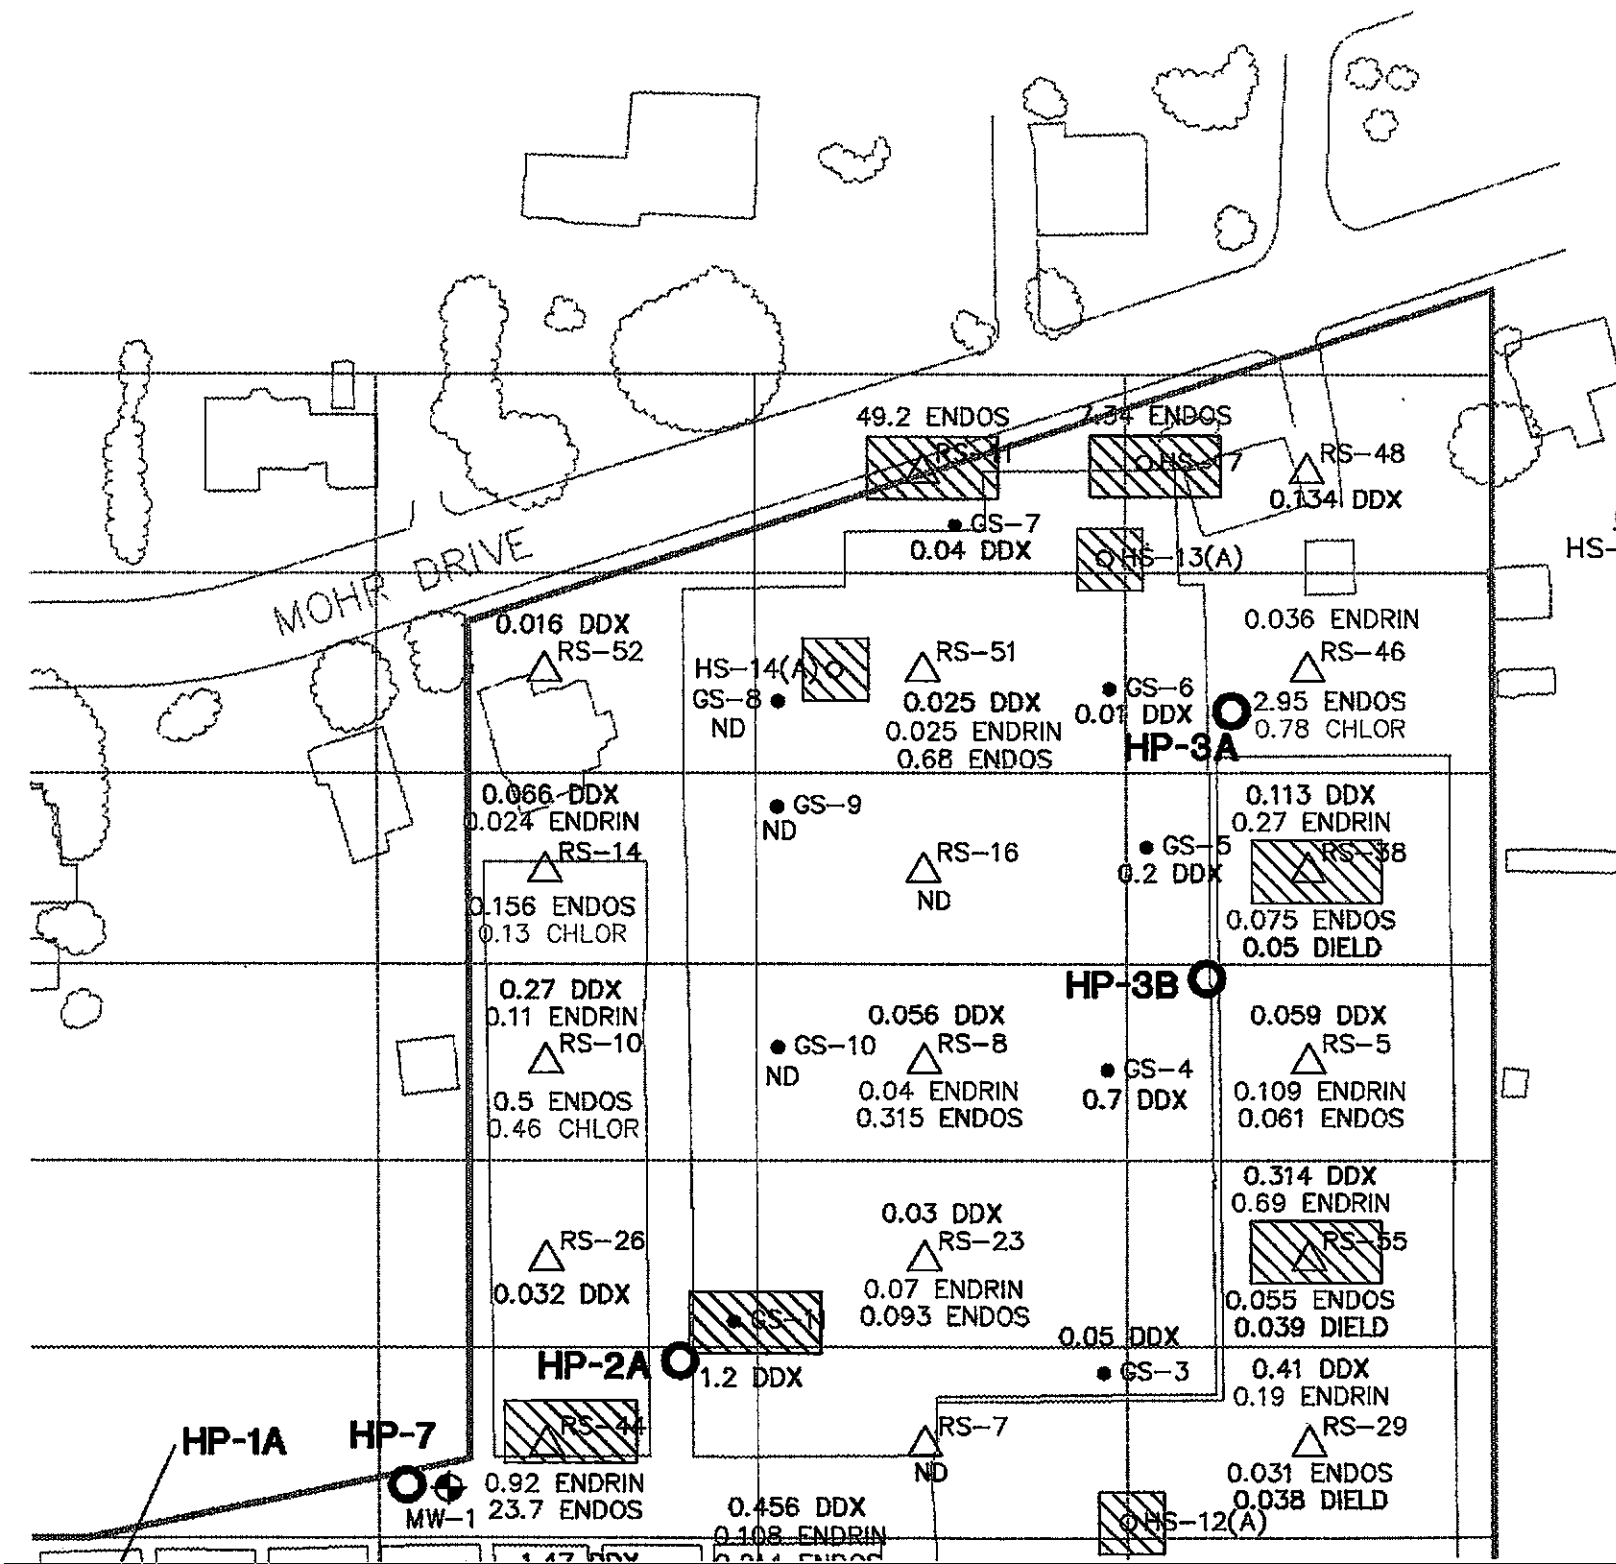 49.2 ENDOS
7.34 ENDOS
RS-48
0.134 DDX
GS-7
0.04 DDX
HS-13(A)
HS-
MOHR DRIVE
0.016 DDX
RS-52
HS-14(A)
GS-8
ND
RS-51
0.025 DDX
0.025 ENDRIN
0.68 ENDOS
GS-6
0.01 DDX
HP-3A
0.036 ENDRIN
RS-46
2.95 ENDOS
0.78 CHLOR
0.066 DDX
0.024 ENDRIN
RS-14
0.156 ENDOS
0.13 CHLOR
GS-9
ND
RS-16
ND
GS-5
0.2 DDX
0.113 DDX
0.27 ENDRIN
RS-38
0.075 ENDOS
0.05 DIELD
HP-3B
0.27 DDX
0.11 ENDRIN
RS-10
0.5 ENDOS
0.46 CHLOR
GS-10
ND
0.056 DDX
RS-8
0.04 ENDRIN
0.315 ENDOS
GS-4
0.7 DDX
0.059 DDX
RS-5
0.109 ENDRIN
0.061 ENDOS
RS-26
0.032 DDX
0.03 DDX
RS-23
0.07 ENDRIN
0.093 ENDOS
0.314 DDX
0.69 ENDRIN
RS-55
0.055 ENDOS
0.039 DIELD
GS-11
HP-2A
1.2 DDX
0.05 DDX
GS-3
0.41 DDX
0.19 ENDRIN
RS-29
0.031 ENDOS
0.038 DIELD
HP-1A
HP-7
MW-1
RS-44
0.92 ENDRIN
23.7 ENDOS
RS-7
ND
HS-12(A)
0.456 DDX
0.108 ENDRIN
1.47 DDX